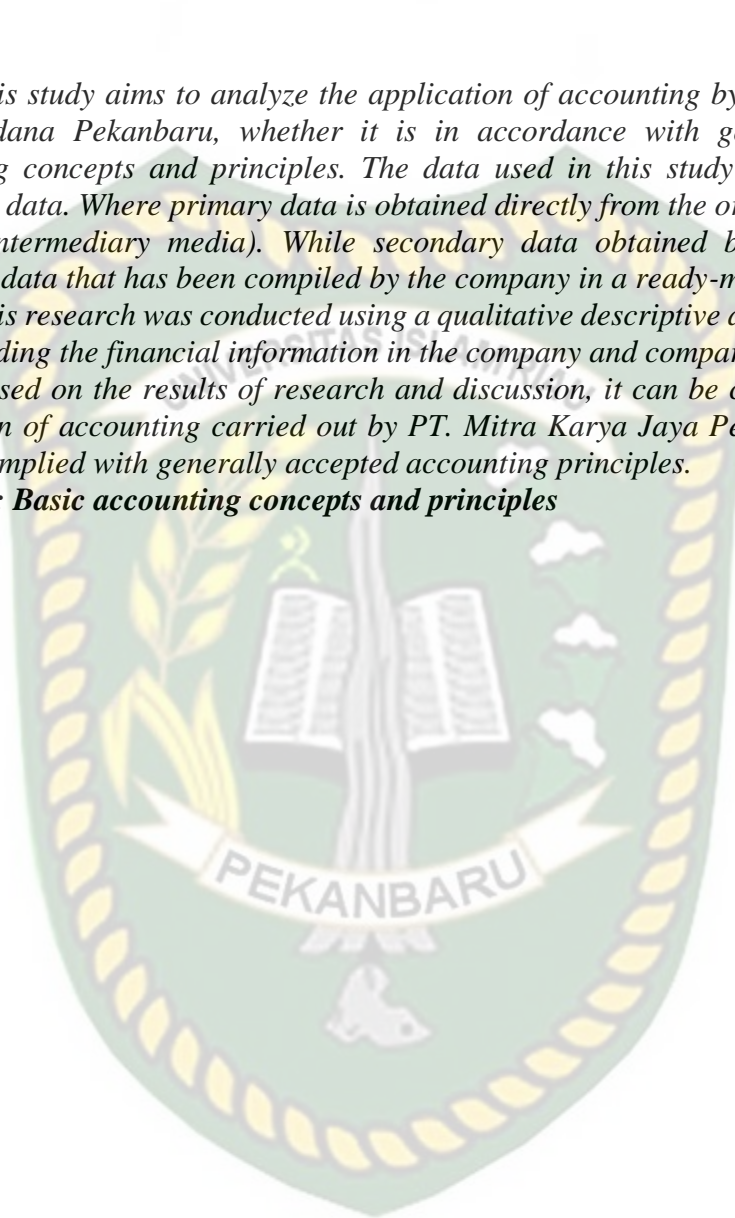 is study aims to analyze the application of accounting by
dana Pekanbaru, whether it is in accordance with g
g concepts and principles. The data used in this study
data. Where primary data is obtained directly from the or
ntermediary media). While secondary data obtained b
data that has been compiled by the company in a ready-m
is research was conducted using a qualitative descriptive a
ding the financial information in the company and compar
sed on the results of research and discussion, it can be c
n of accounting carried out by PT. Mitra Karya Jaya Pe
mplied with generally accepted accounting principles.
: Basic accounting concepts and principles
UNIVERSITAS ISLAM RIAU
PEKANBARU